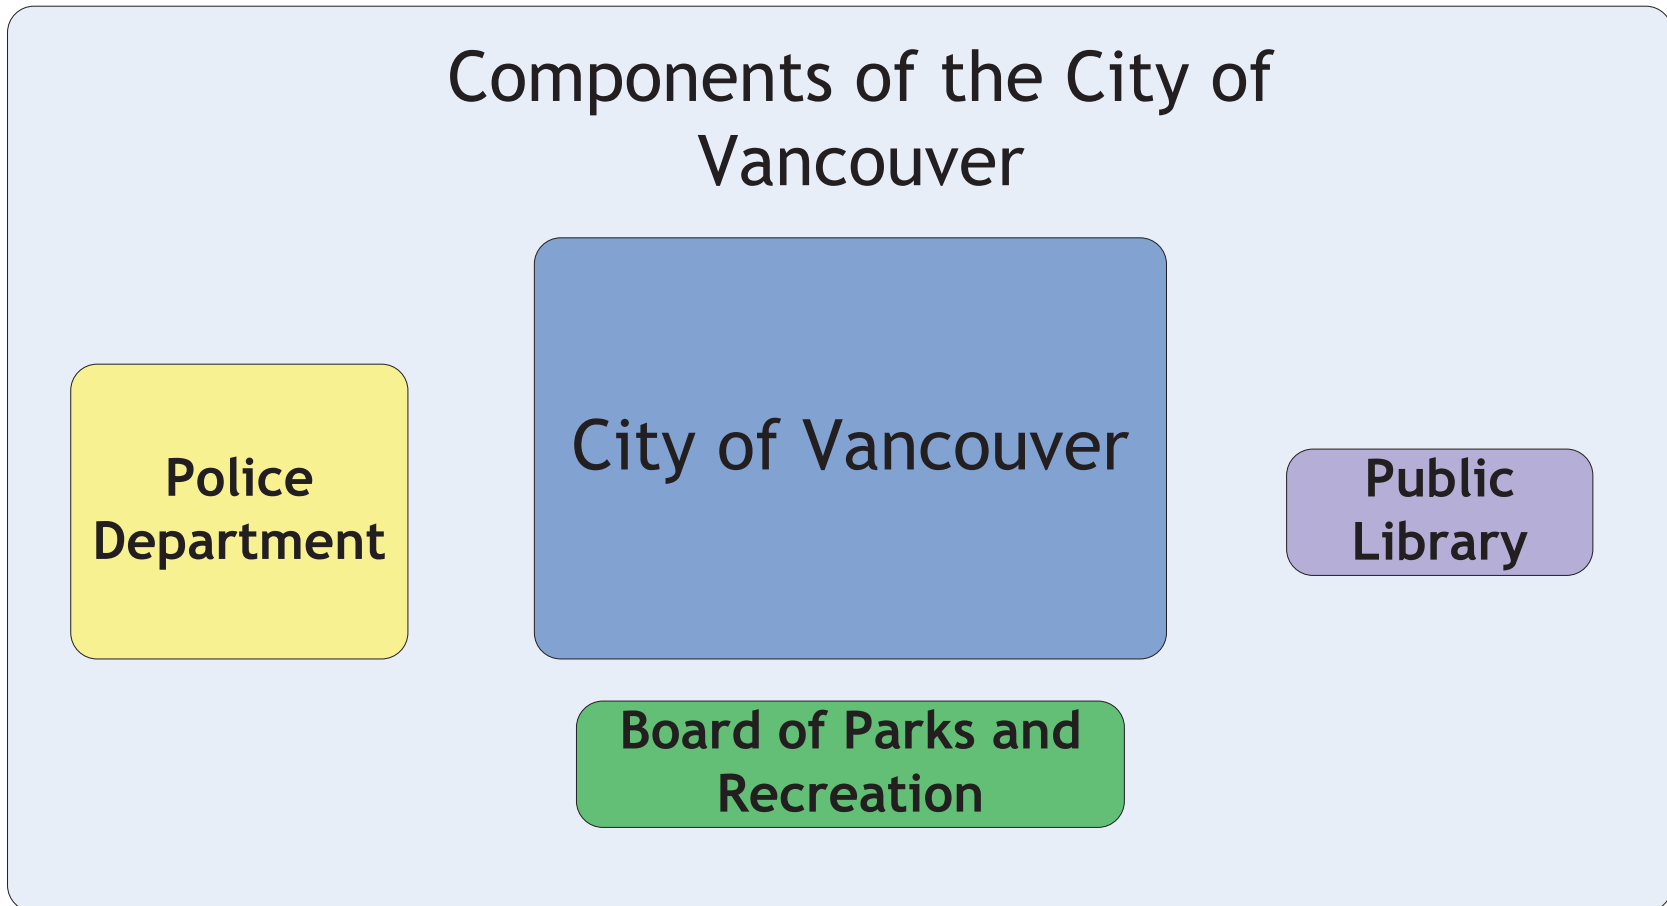 Components of the City of
Vancouver
City of Vancouver
Police
Department
Public
Library
Board of Parks and
Recreation